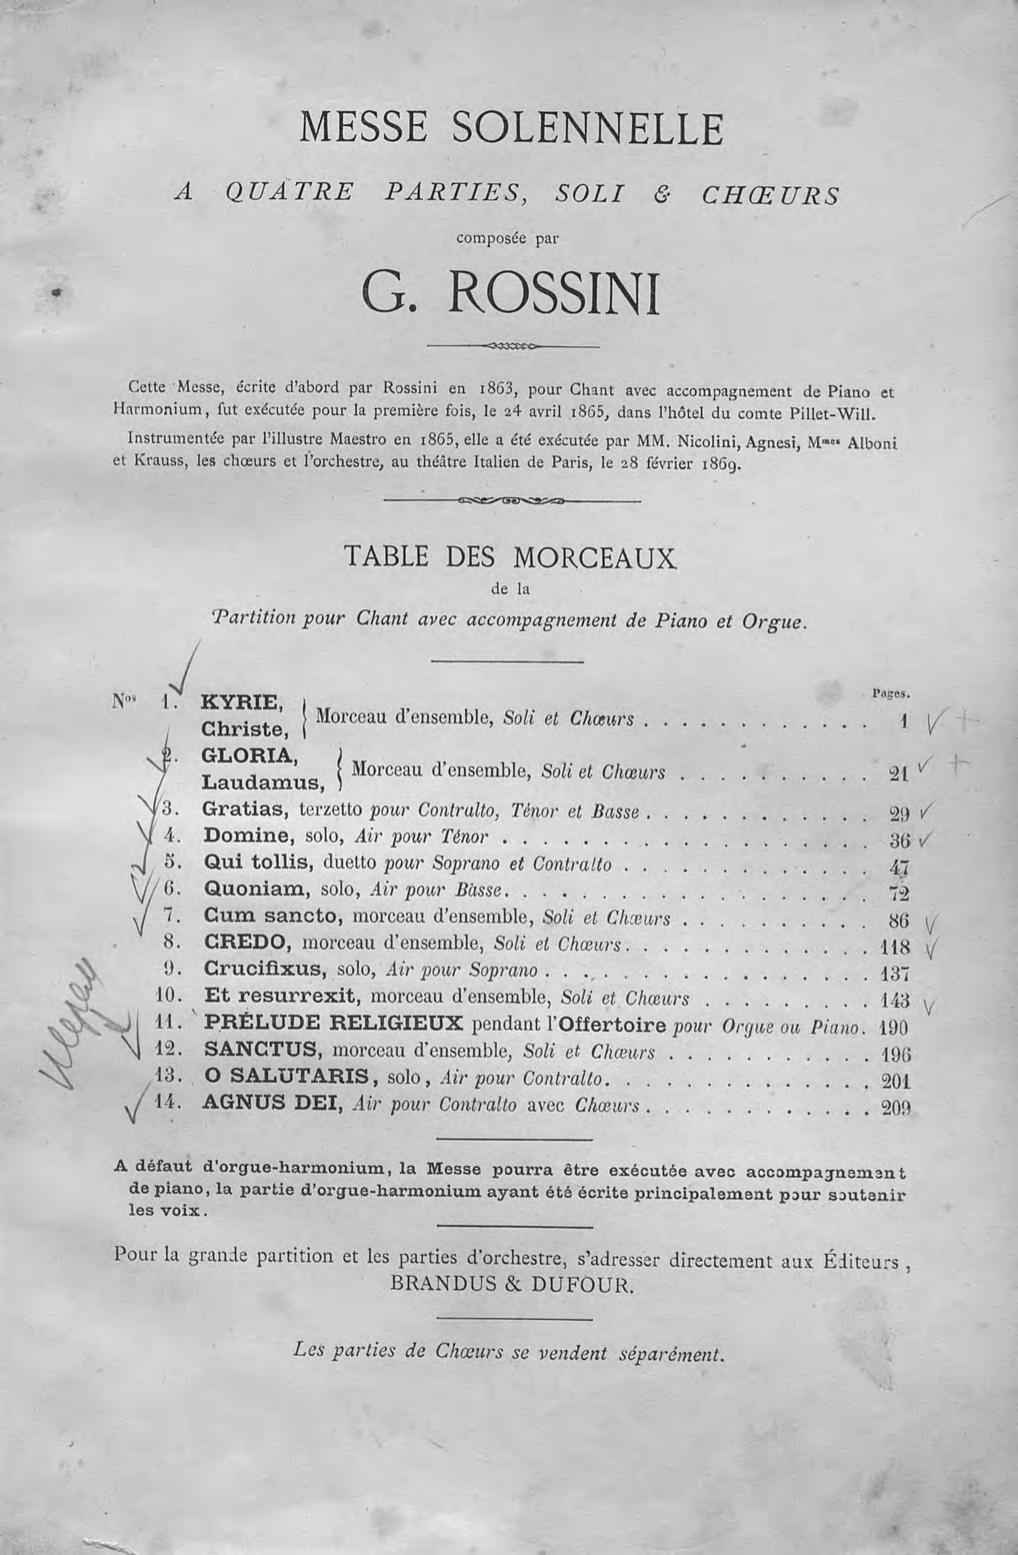 MESSE SOLENNELLE
A QUATRE PARTIES, SOLI & CHŒURS
composée par
G. ROSSINI
Cette Messe, écrite d'abord par Rossini en 1863, pour Chant avec accompagnement de Piano et
Harmonium, fut exécutée pour la première fois, le 24 avril 1865, dans l'hôtel du comte Pillet-Will.
Instrumentée par l'illustre Maestro en 1865, elle a été exécutée par MM. Nicolini, Agnesi, Mmes Alboni
et Krauss, les chœurs et l'orchestre, au théâtre Italien de Paris, le 28 février 1869.
TABLE DES MORCEAUX
de la
Partition pour Chant avec accompagnement de Piano et Orgue.
Pages.
Nos 1. KYRIE, Christe, } Morceau d'ensemble, Soli et Chœurs . . . . . . . . . . . . 1
2. GLORIA, Laudamus, } Morceau d'ensemble, Soli et Chœurs . . . . . . . . . . 21
3. Gratias, terzetto pour Contralto, Ténor et Basse . . . . . . . . . . . . 29
4. Domine, solo, Air pour Ténor . . . . . . . . . . . . . . . . . 36
5. Qui tollis, duetto pour Soprano et Contralto . . . . . . . . . . . . 47
6. Quoniam, solo, Air pour Basse . . . . . . . . . . . . . . . . 72
7. Cum sancto, morceau d'ensemble, Soli et Chœurs . . . . . . . . . . 86
8. CREDO, morceau d'ensemble, Soli et Chœurs . . . . . . . . . . . . 118
9. Crucifixus, solo, Air pour Soprano . . . . . . . . . . . . . . . 137
10. Et resurrexit, morceau d'ensemble, Soli et Chœurs . . . . . . . . . 143
11. PRÉLUDE RELIGIEUX pendant l'Offertoire pour Orgue ou Piano. 190
12. SANCTUS, morceau d'ensemble, Soli et Chœurs . . . . . . . . . . 196
13. O SALUTARIS, solo, Air pour Contralto . . . . . . . . . . . . . 201
14. AGNUS DEI, Air pour Contralto avec Chœurs . . . . . . . . . . . 209
A défaut d'orgue-harmonium, la Messe pourra être exécutée avec accompagnement
de piano, la partie d'orgue-harmonium ayant été écrite principalement pour soutenir
les voix.
Pour la grande partition et les parties d'orchestre, s'adresser directement aux Éditeurs,
BRANDUS & DUFOUR.
Les parties de Chœurs se vendent séparément.